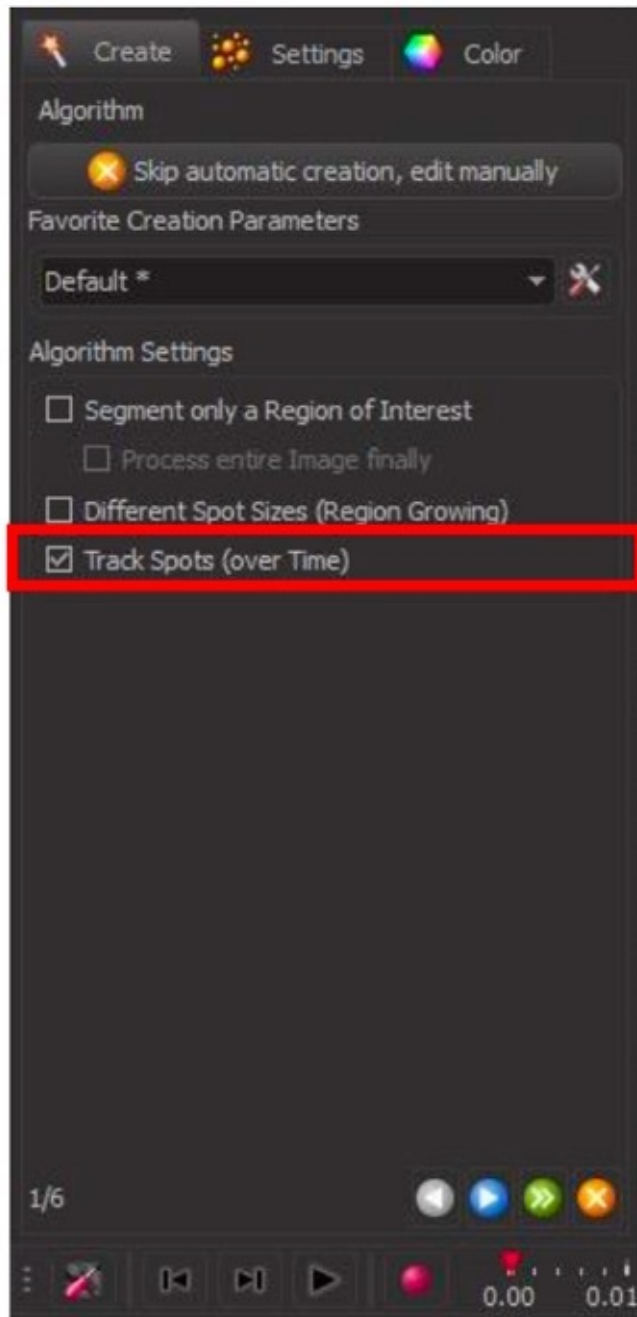 Create Settings Color
Algorithm
Skip automatic creation, edit manually
Favorite Creation Parameters
Default *
Algorithm Settings
Segment only a Region of Interest
Process entire Image finally
Different Spot Sizes (Region Growing)
Track Spots (over Time)
1/6
0.00 0.01